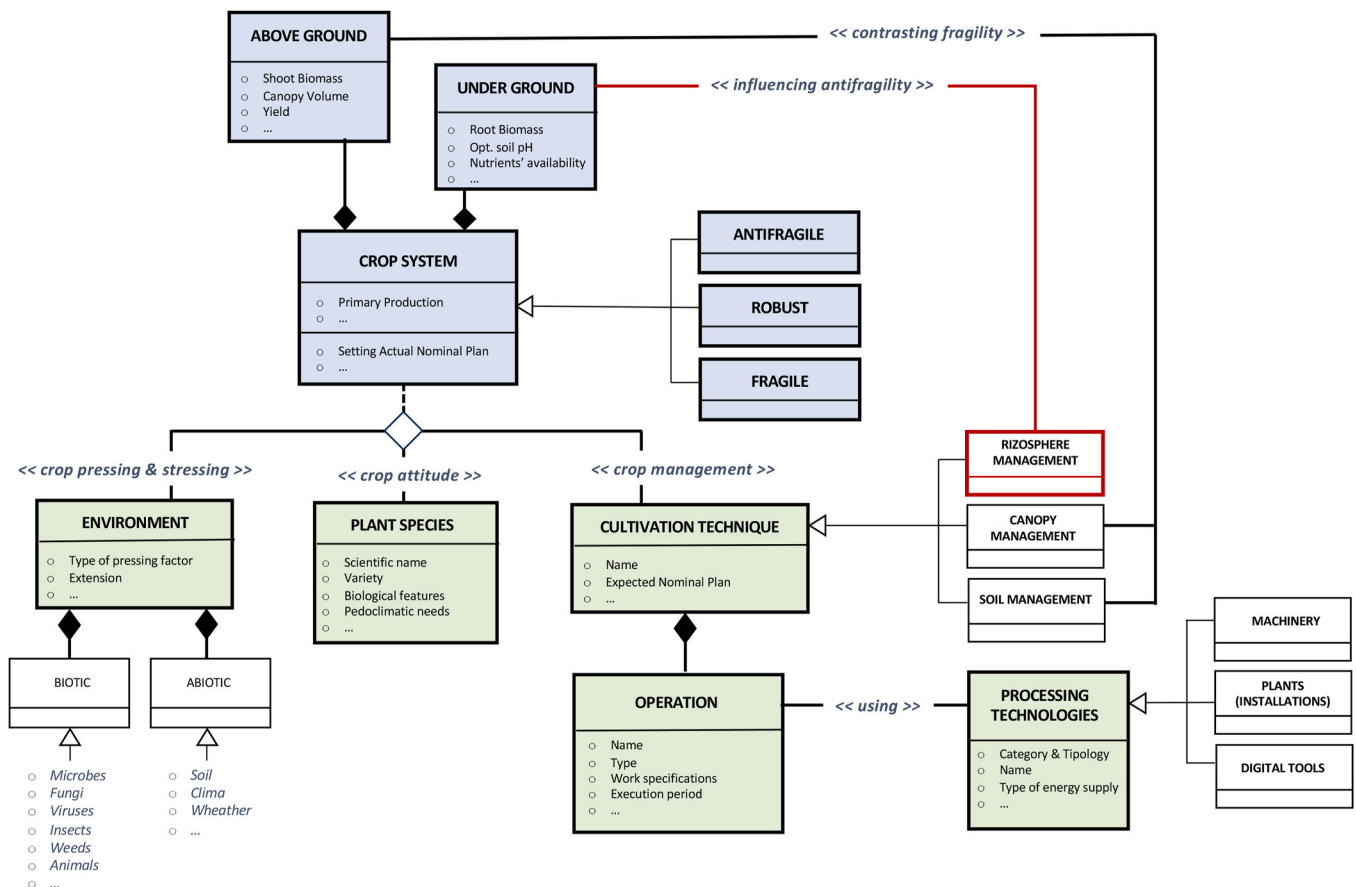 ABOVE GROUND
○ Shoot Biomass
○ Canopy Volume
○ Yield
○ ...
<< contrasting fragility >>
UNDER GROUND
○ Root Biomass
○ Opt. soil pH
○ Nutrients' availability
○ ...
<< influencing antifragility >>
CROP SYSTEM
○ Primary Production
○ ...
○ Setting Actual Nominal Plan
○ ...
ANTIFRAGILE
ROBUST
FRAGILE
<< crop pressing & stressing >>
<< crop attitude >>
<< crop management >>
ENVIRONMENT
○ Type of pressing factor
○ Extension
○ ...
PLANT SPECIES
○ Scientific name
○ Variety
○ Biological features
○ Pedoclimatic needs
○ ...
CULTIVATION TECHNIQUE
○ Name
○ Expected Nominal Plan
○ ...
RIZOSPHERE
MANAGEMENT
CANOPY
MANAGEMENT
SOIL MANAGEMENT
BIOTIC
○ Microbes
○ Fungi
○ Viruses
○ Insects
○ Weeds
○ Animals
○ ...
ABIOTIC
○ Soil
○ Clima
○ Wheather
○ ...
OPERATION
○ Name
○ Type
○ Work specifications
○ Execution period
○ ...
<< using >>
PROCESSING
TECHNOLOGIES
○ Category & Tipology
○ Name
○ Type of energy supply
○ ...
MACHINERY
PLANTS
(INSTALLATIONS)
DIGITAL TOOLS